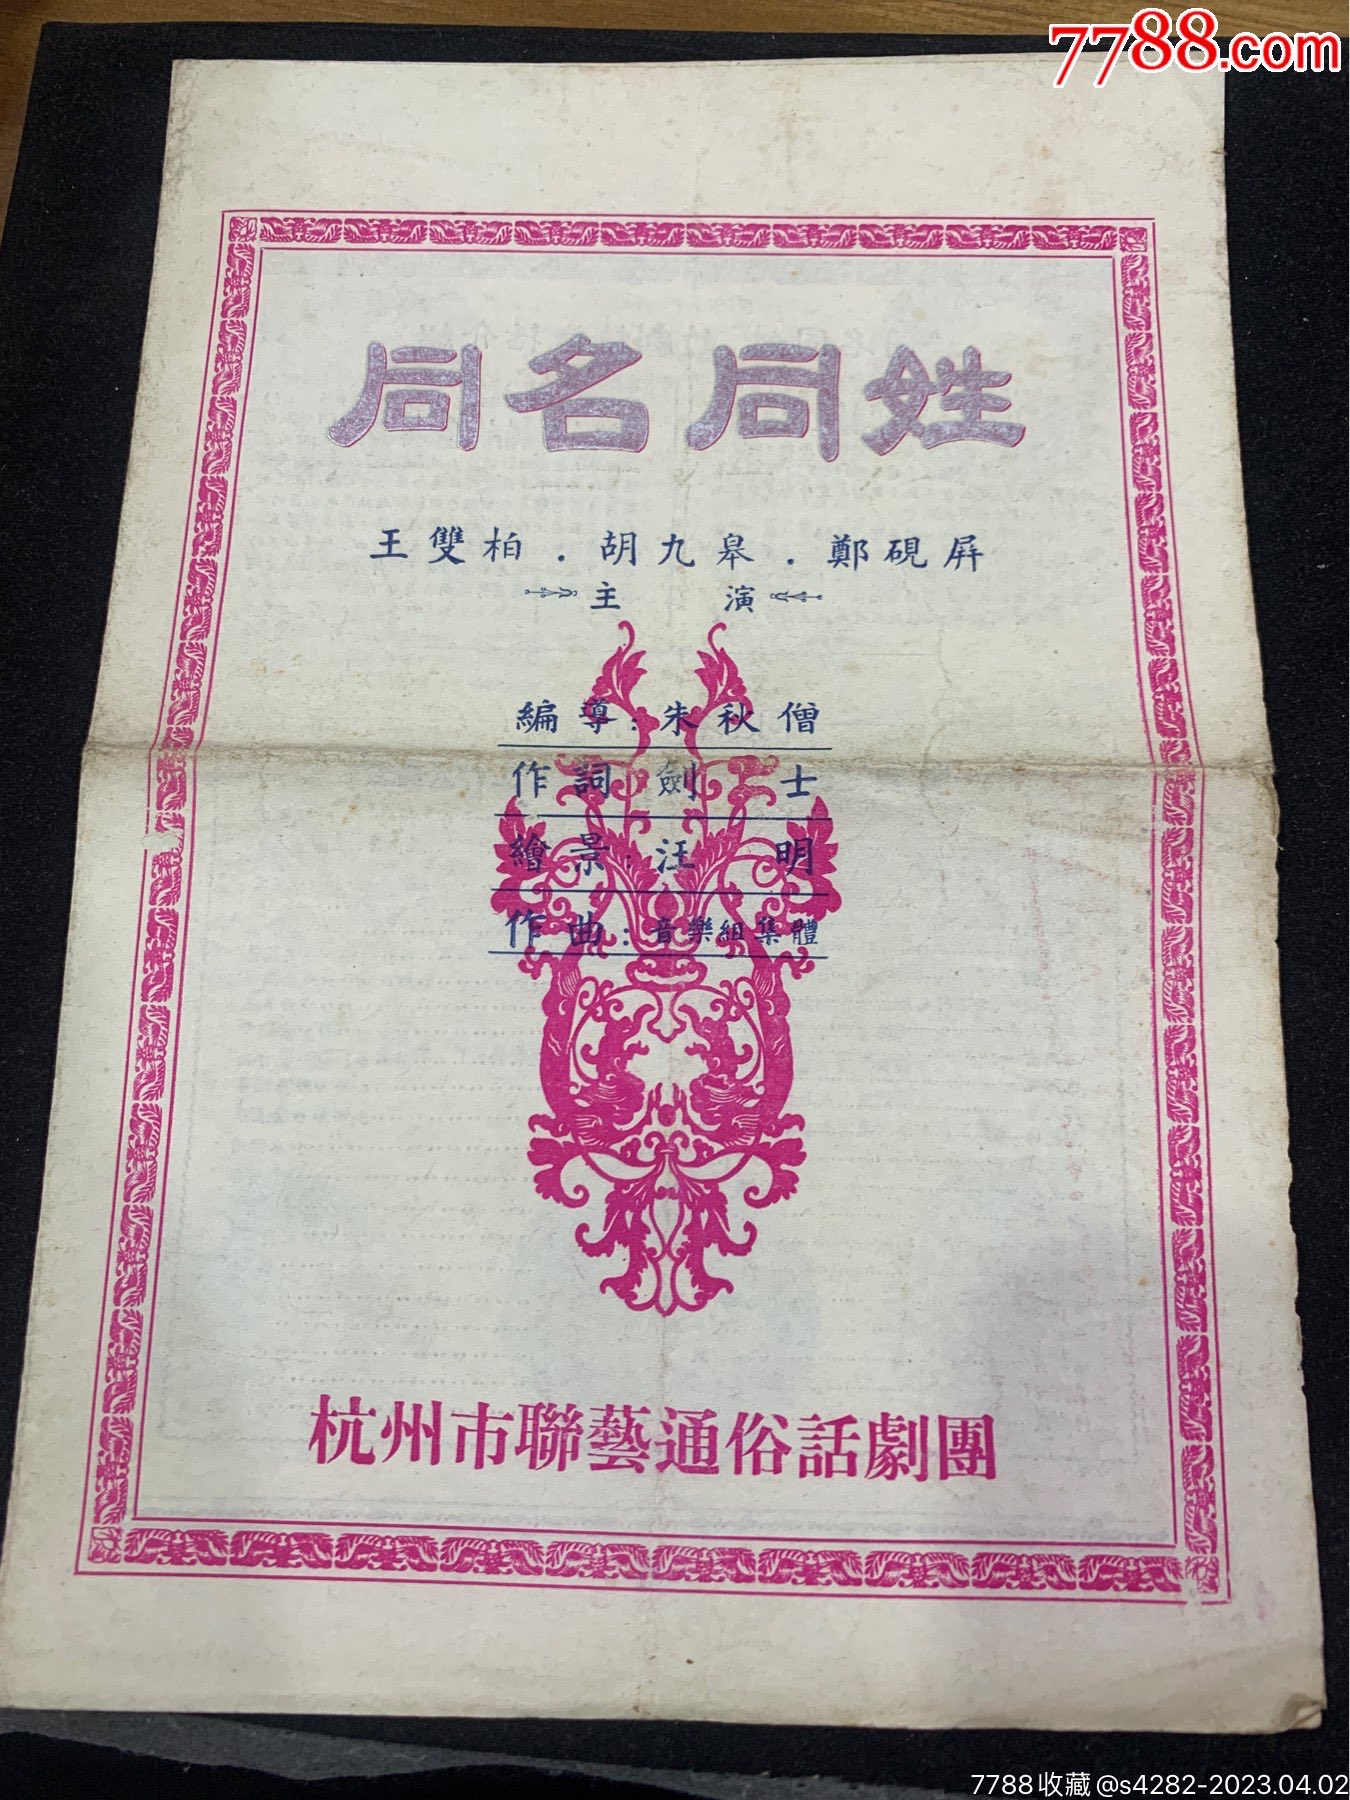 7788.com
同名同姓
王雙柏.胡九皋.鄭硯屏
主演
編導:朱秋僧
作詞:劍士
繪景:汪明
作曲:音樂組集體
杭州市聯藝通俗話劇團
7788收藏@s4282-2023.04.02